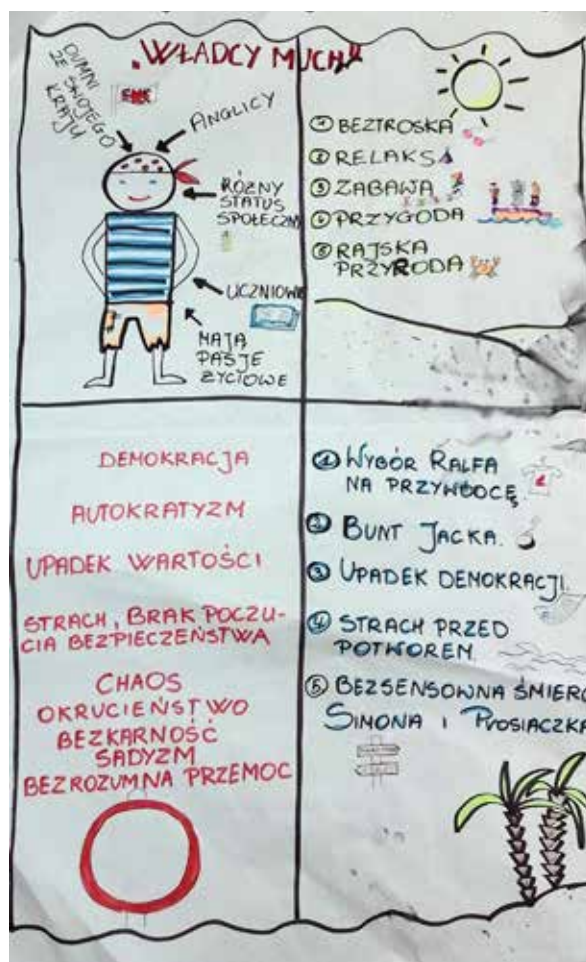 „WŁADCY MUCH”
DUMNI
ZE
SWOJEGO
KRAJU
ANGLICY
RÓŻNY
STATUS
SPOŁECZNY
UCZNIOWIE
MAJĄ
PASJE
ŻYCIOWE
① BEZTROSKA
② RELAKS
③ ZABAWA
④ PRZYGODA
⑤ RAJSKA
PRZYRODA
DEMOKRACJA
AUTOKRATYZM
UPADEK WARTOŚCI
STRACH, BRAK POCZU-
CIA BEZPIECZEŃSTWA
CHAOS
OKRUCIEŃSTWO
BEZKARNOŚĆ
SADYZM
BEZROZUMNA PRZEMOC
① WYBÓR RALFA
NA PRZYWÓDCĘ
② BUNT JACKA.
③ UPADEK DEMOKRACJI.
④ STRACH PRZED
POTWOREM
⑤ BEZSENSOWNA ŚMIERĆ
SIMONA I PROSIACZKA